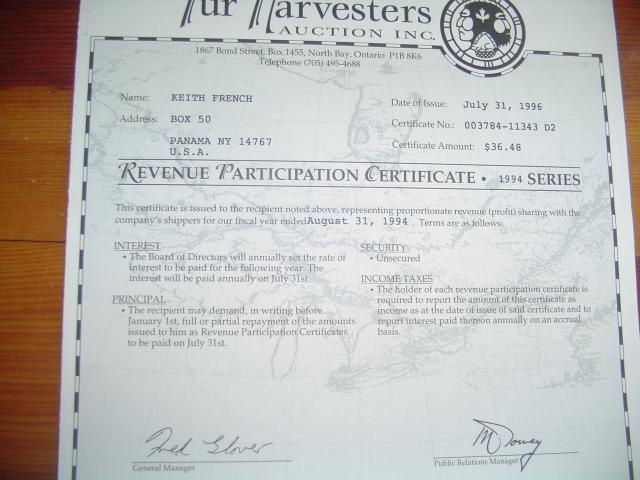 Fur Harvesters
AUCTION INC.
1867 Bond Street, Box 1455, North Bay, Ontario P1B 8K6
Telephone (705) 495-4688
Name: KEITH FRENCH
Address: BOX 50
PANAMA NY 14767
U.S.A.
Date of Issue: July 31, 1996
Certificate No.: 003784-11343 D2
Certificate Amount: $36.48
REVENUE PARTICIPATION CERTIFICATE • 1994 SERIES
This certificate is issued to the recipient noted above, representing proportionate revenue (profit) sharing with the
company's shippers for our fiscal year ended August 31, 1994 . Terms are as follows:
INTEREST
• The Board of Directors will annually set the rate of
interest to be paid for the following year. The
interest will be paid annually on July 31st.
PRINCIPAL
• The recipient may demand, in writing before
January 1st, full or partial repayment of the amounts
issued to him as Revenue Participation Certificates
to be paid on July 31st.
SECURITY
• Unsecured
INCOME TAXES
• The holder of each revenue participation certificate is
required to report the amount of this certificate as
income as at the date of issue of said certificate and to
report interest paid thereon annually on an accrual
basis.
Fred Glover
General Manager
M Downey
Public Relations Manager